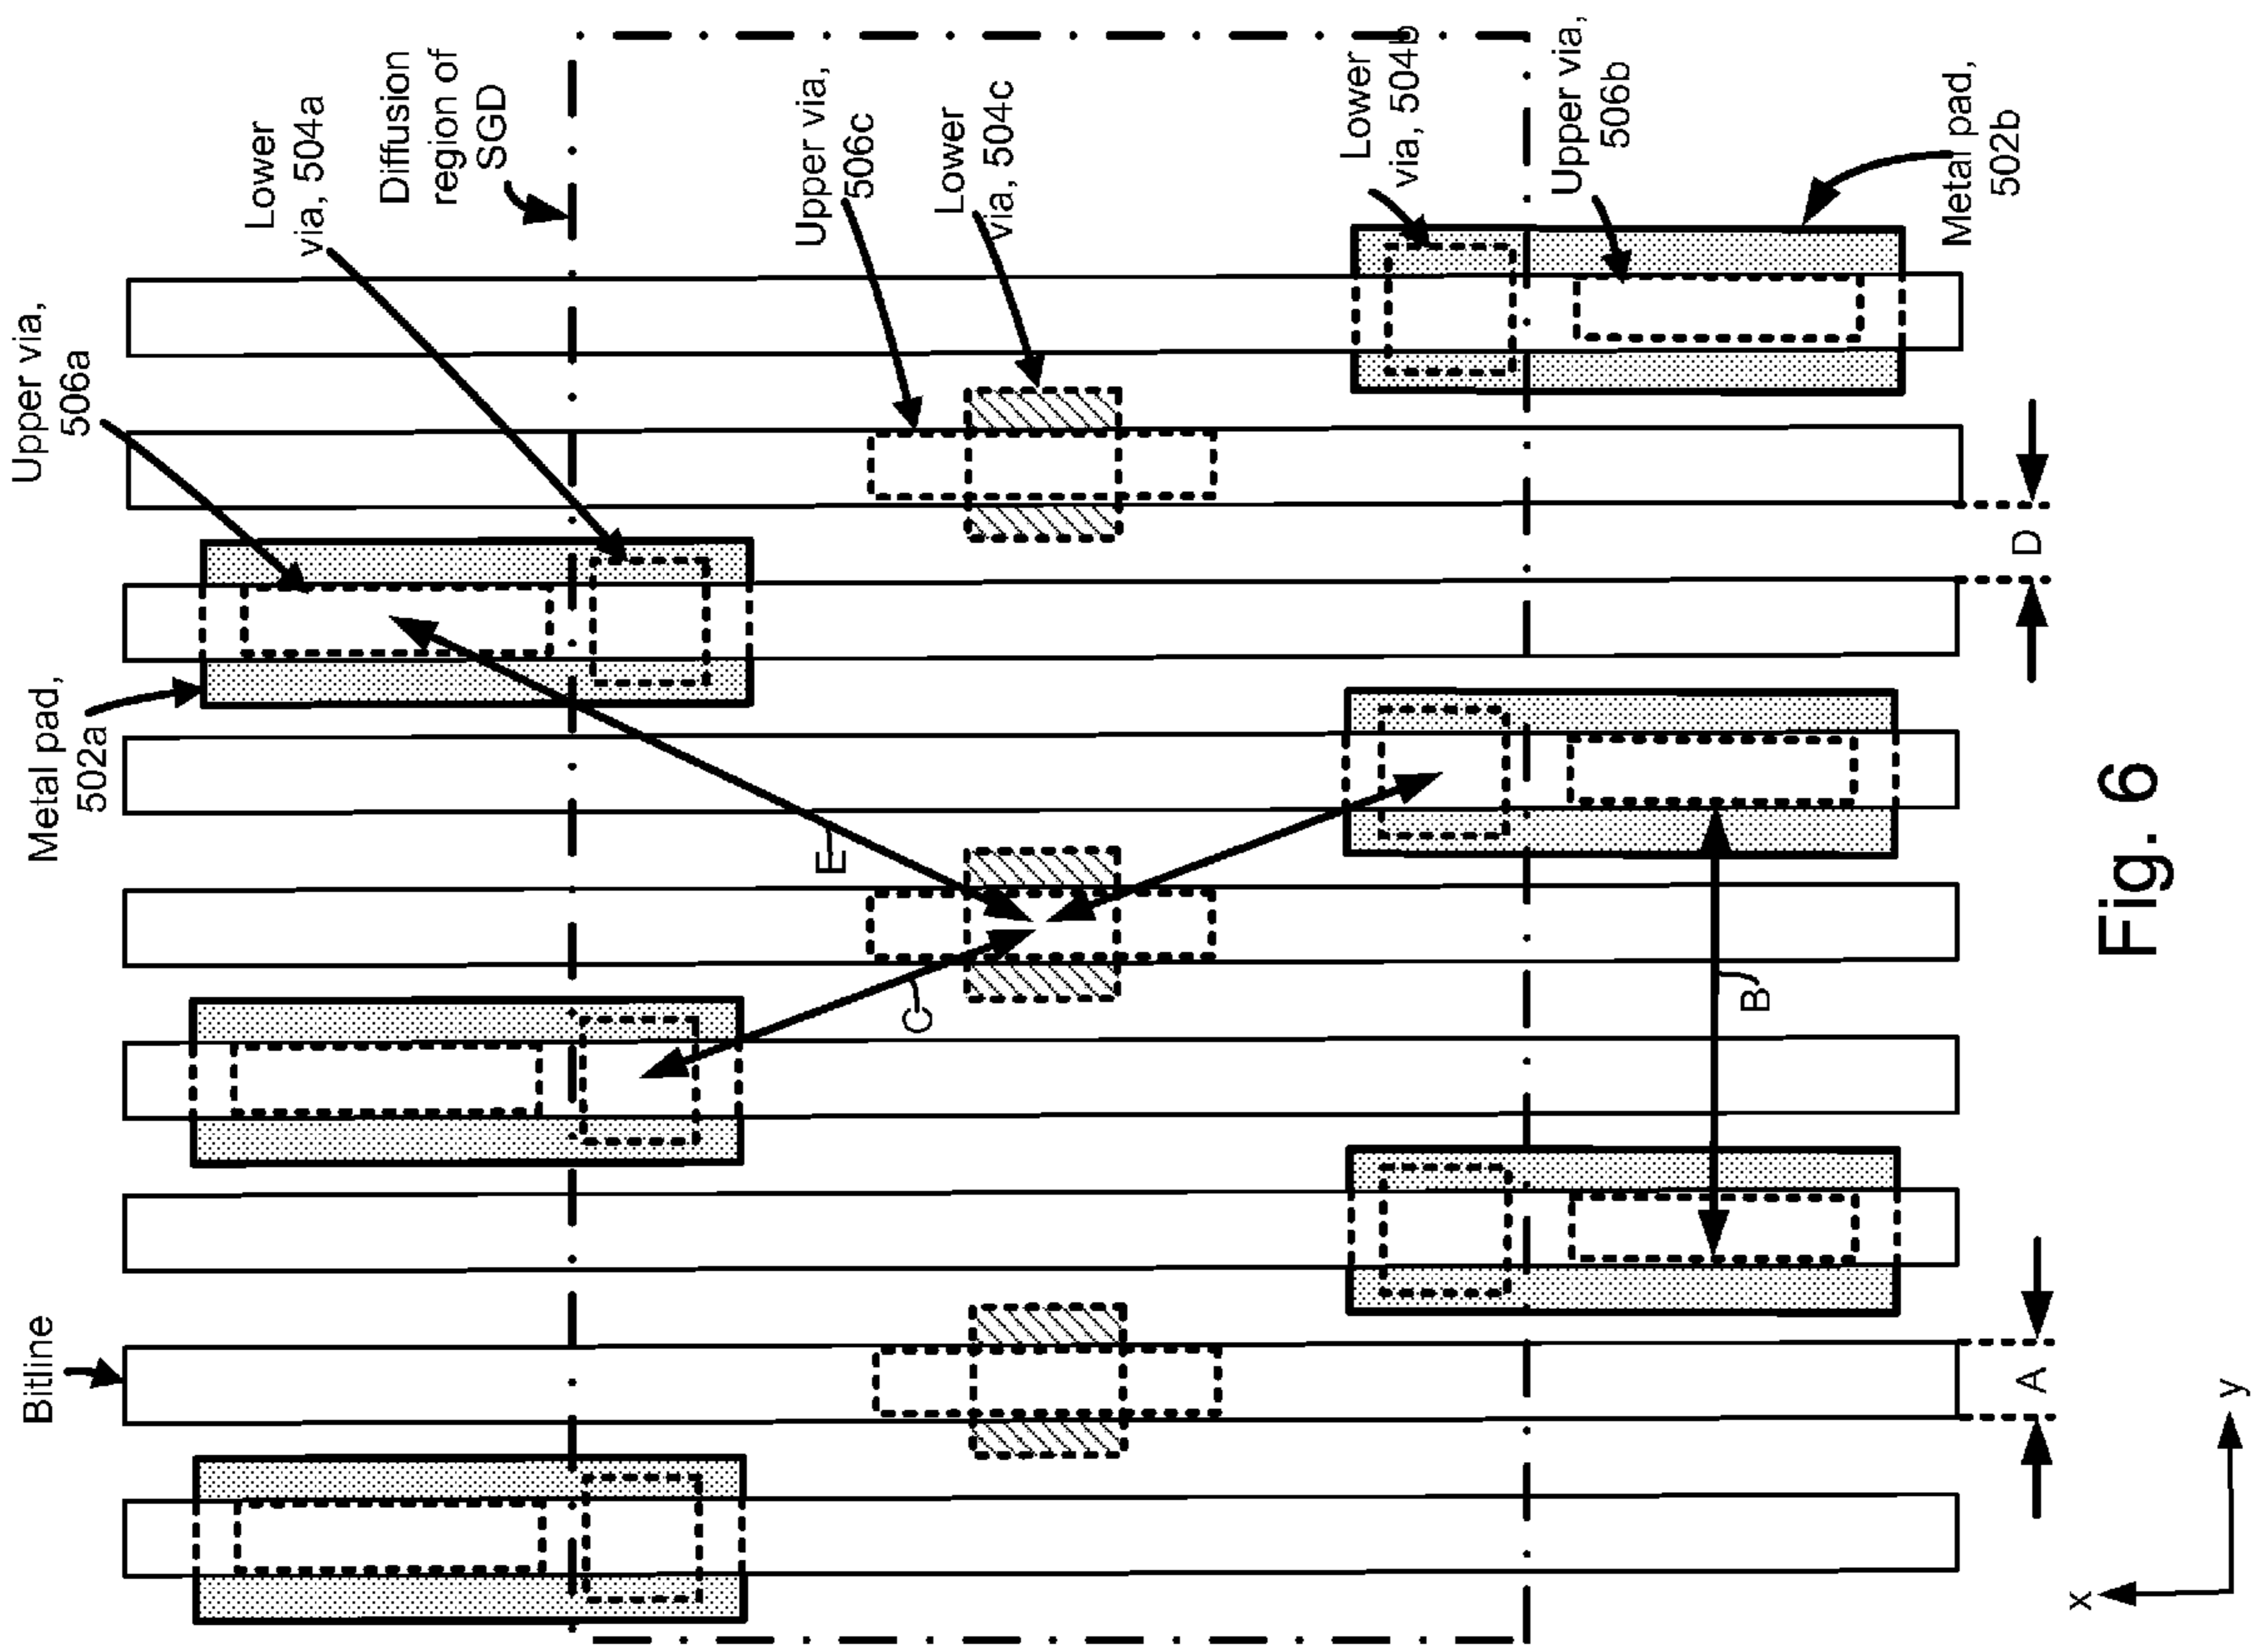 Upper via,
506a
Lower
via, 504a
Diffusion
region of
SGD
Upper via,
506c
Lower
via, 504c
Lower
via, 504b
Upper via,
506b
Metal pad,
502b
Metal pad,
502a
Bitline
E
C
B
D
A
x
y
Fig. 6